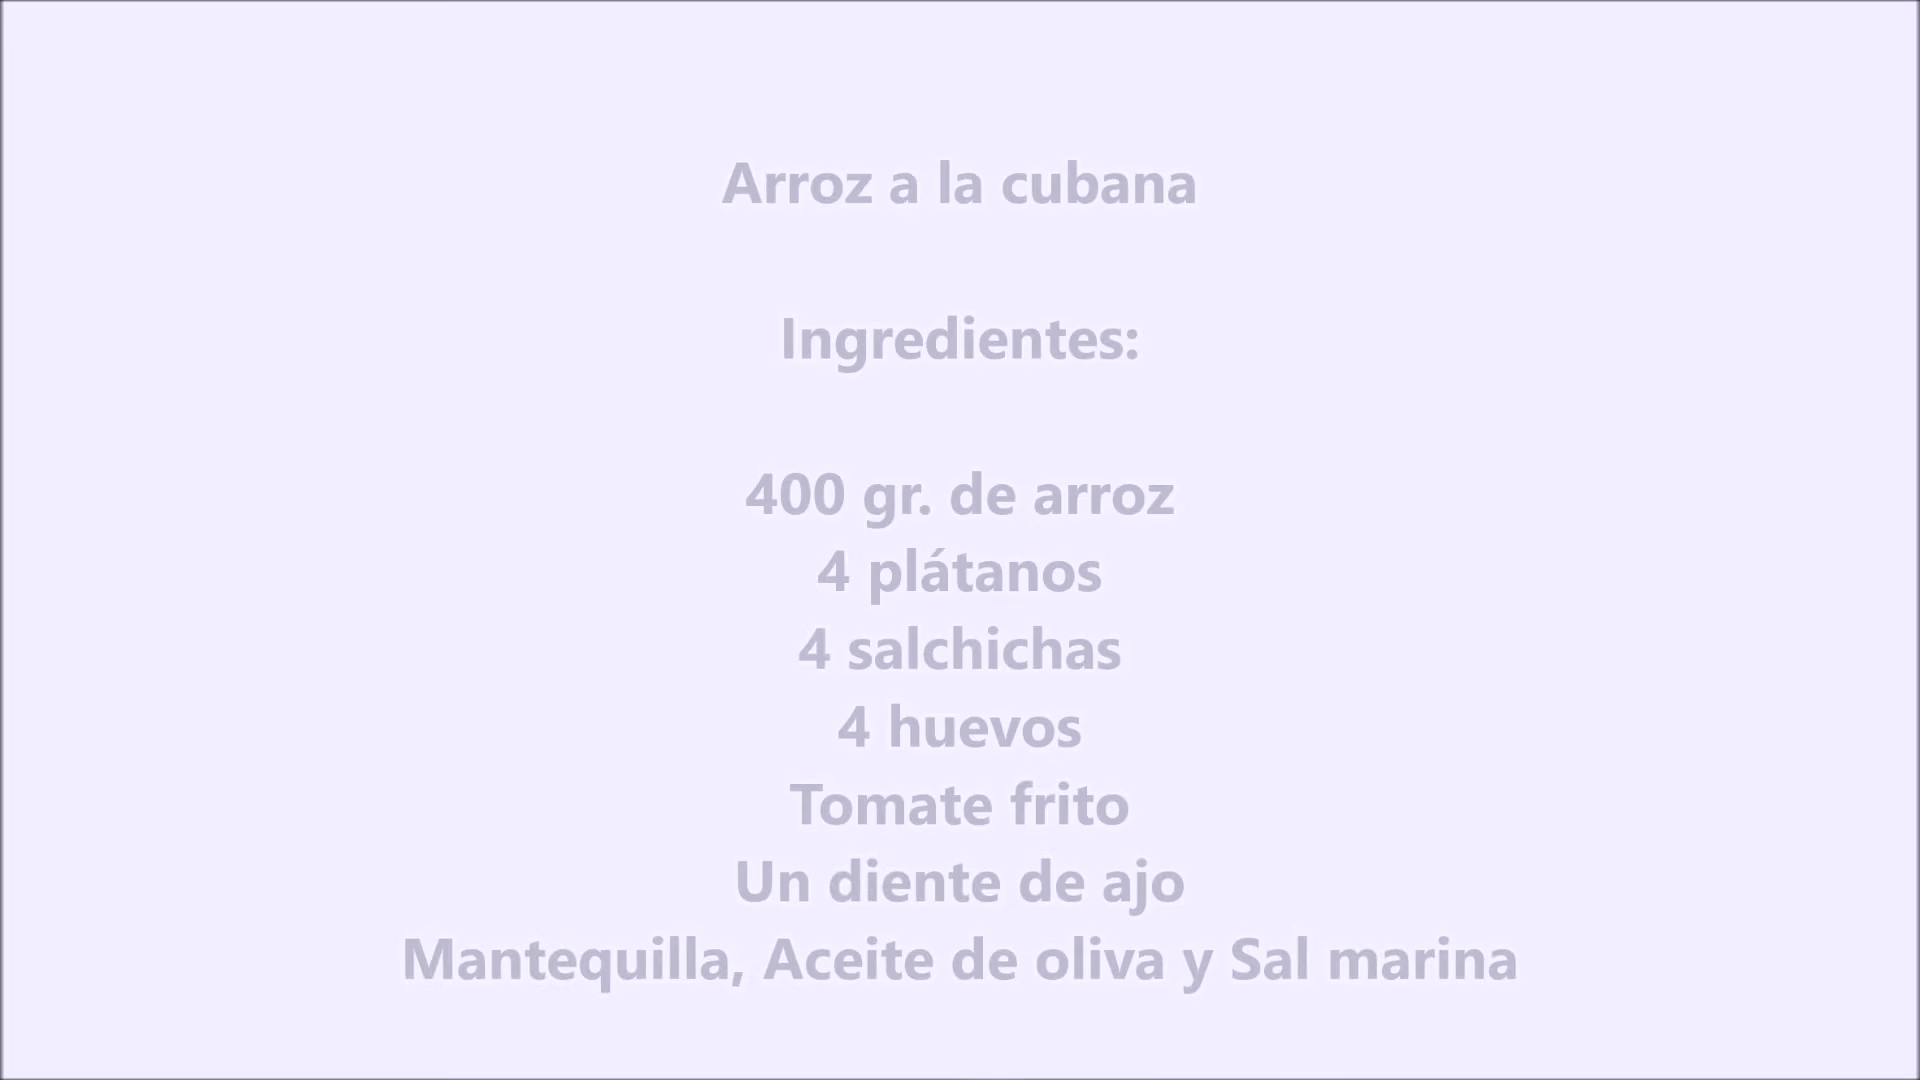 Arroz a la cubana
Ingredientes:
400 gr. de arroz
4 plátanos
4 salchichas
4 huevos
Tomate frito
Un diente de ajo
Mantequilla, Aceite de oliva y Sal marina